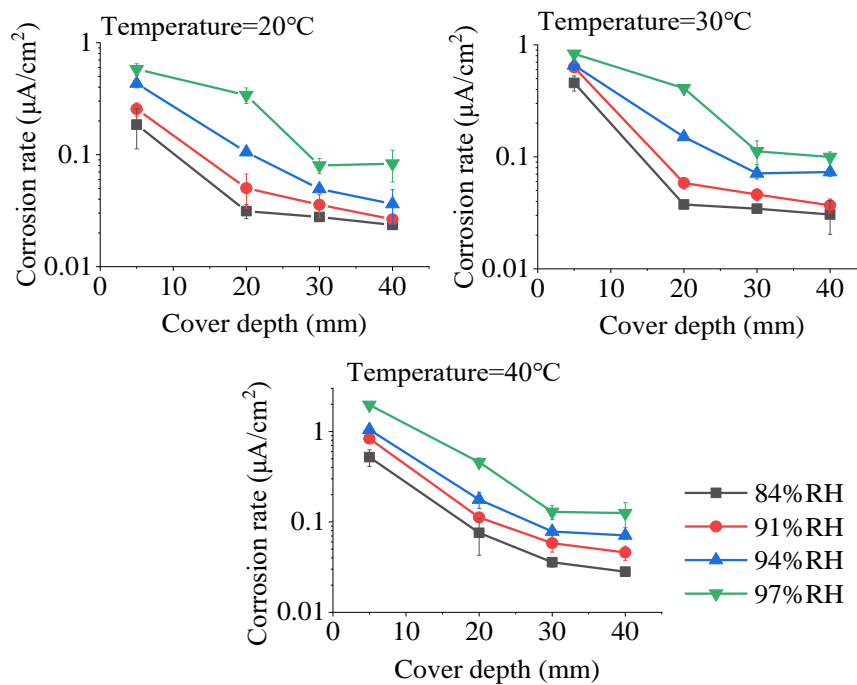 Temperature=20℃
Corrosion rate (μA/cm²)
1
0.1
0.01
0 10 20 30 40
Cover depth (mm)
Temperature=30℃
Corrosion rate (μA/cm²)
1
0.1
0.01
0 10 20 30 40
Cover depth (mm)
Temperature=40℃
Corrosion rate (μA/cm²)
1
0.1
0.01
0 10 20 30 40
Cover depth (mm)
84%RH
91%RH
94%RH
97%RH